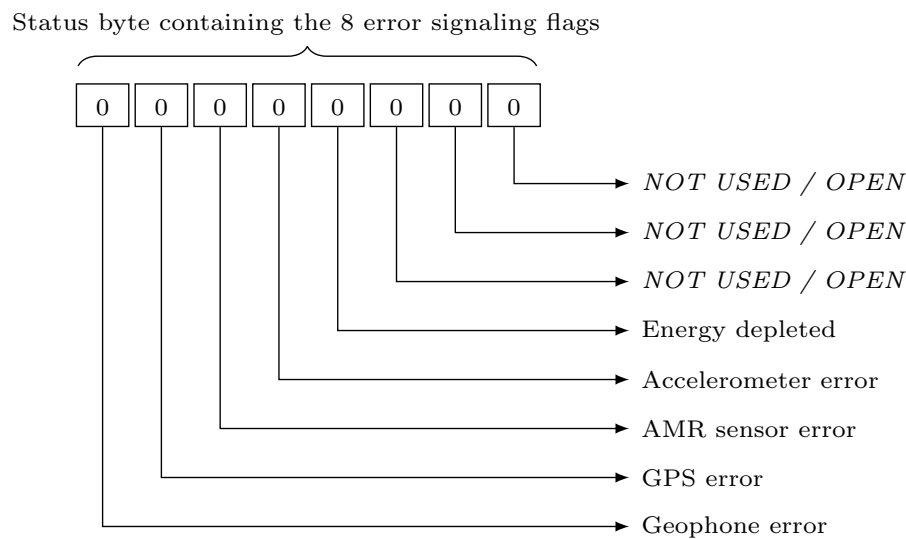 Status byte containing the 8 error signaling flags
0 0 0 0 0 0 0 0
NOT USED / OPEN
NOT USED / OPEN
NOT USED / OPEN
Energy depleted
Accelerometer error
AMR sensor error
GPS error
Geophone error